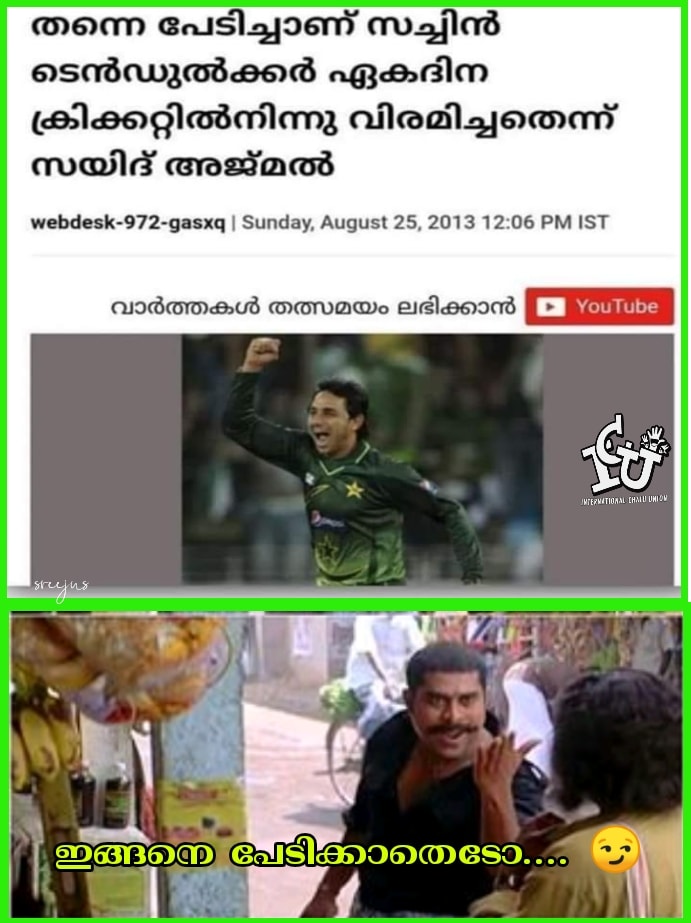 തന്നെ പേടിച്ചാണ് സച്ചിൻ
ടെൻഡുൽക്കർ ഏകദിന
ക്രിക്കറ്റിൽനിന്നു വിരമിച്ചതെന്ന്
സയിദ് അജ്മൽ
webdesk-972-gasxq | Sunday, August 25, 2013 12:06 PM IST
വാർത്തകൾ തത്സമയം ലഭിക്കാൻ YouTube
ICU
INTERNATIONAL CHALU UNION
sreejus
ഇങ്ങനെ പേടിക്കാതെടോ.... 😏